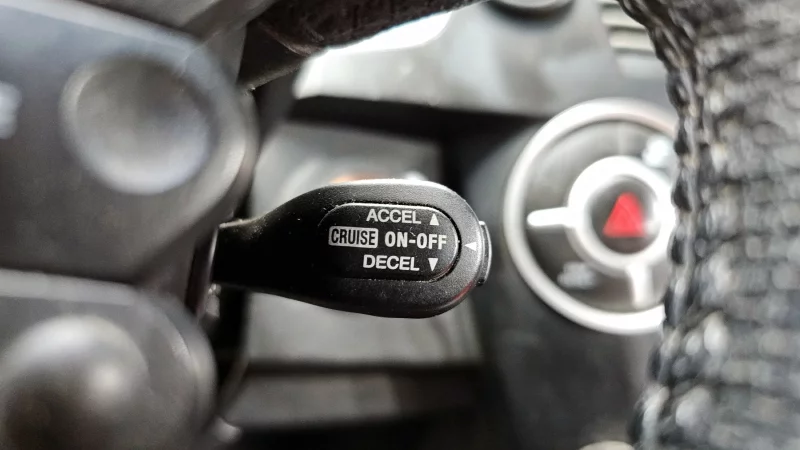 ACCEL ▲
CRUISE ON-OFF ◀
DECEL ▼